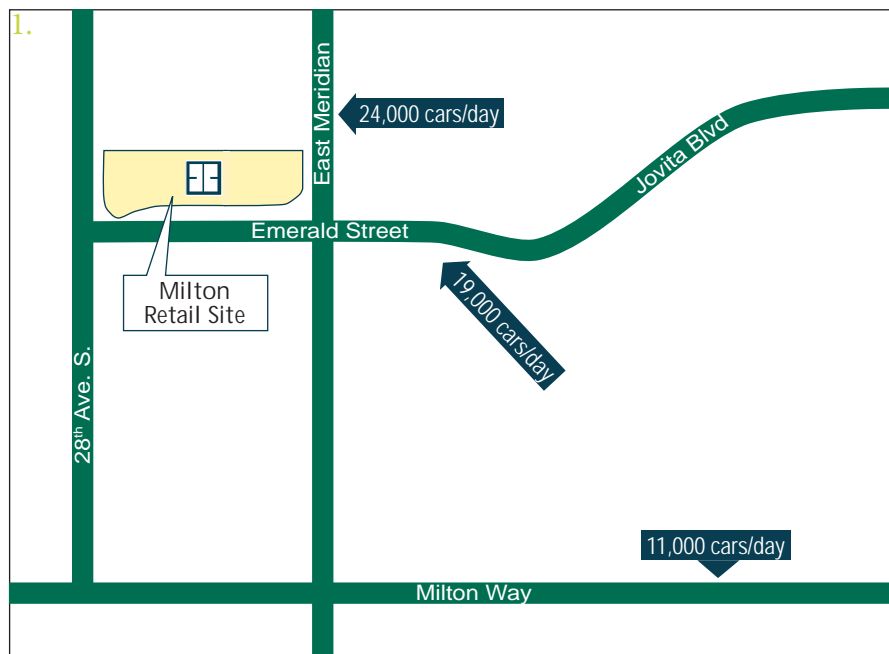 1.
East Meridian
24,000 cars/day
Jovita Blvd
Emerald Street
19,000 cars/day
Milton
Retail Site
28th Ave. S.
11,000 cars/day
Milton Way